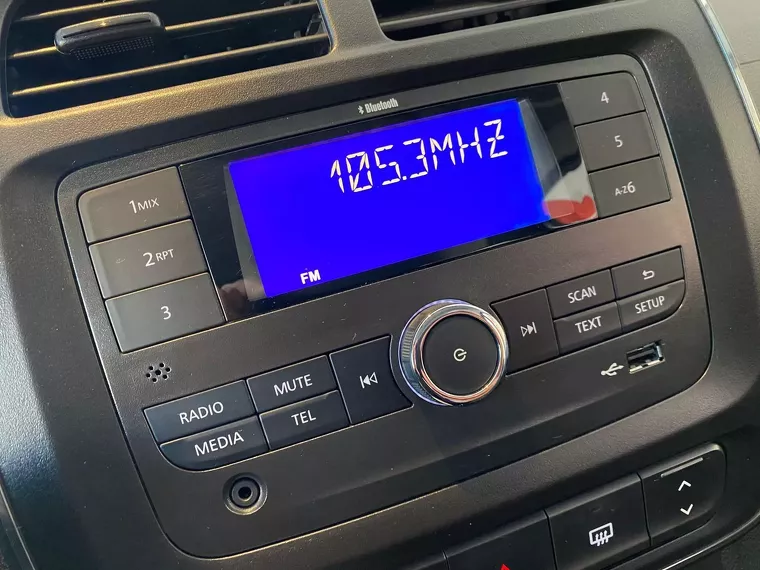 Bluetooth
105.3MHZ
FM
1MIX
2RPT
3
4
5
A-Z6
RADIO
MUTE
MEDIA
TEL
SCAN
TEXT
SETUP